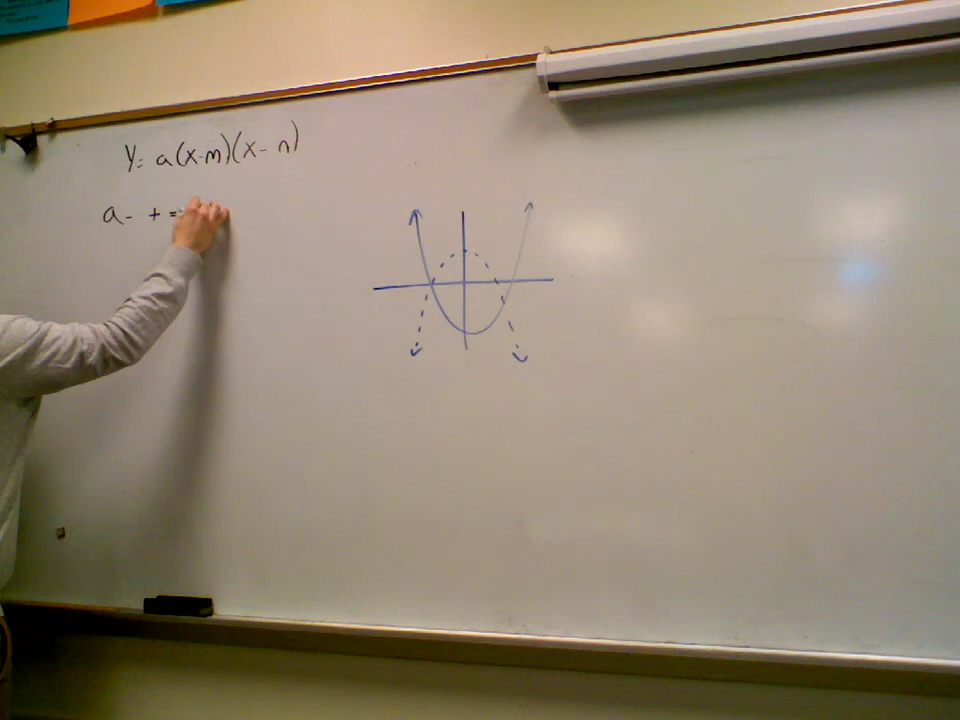 y= a(x-m)(x-n)
a- + =